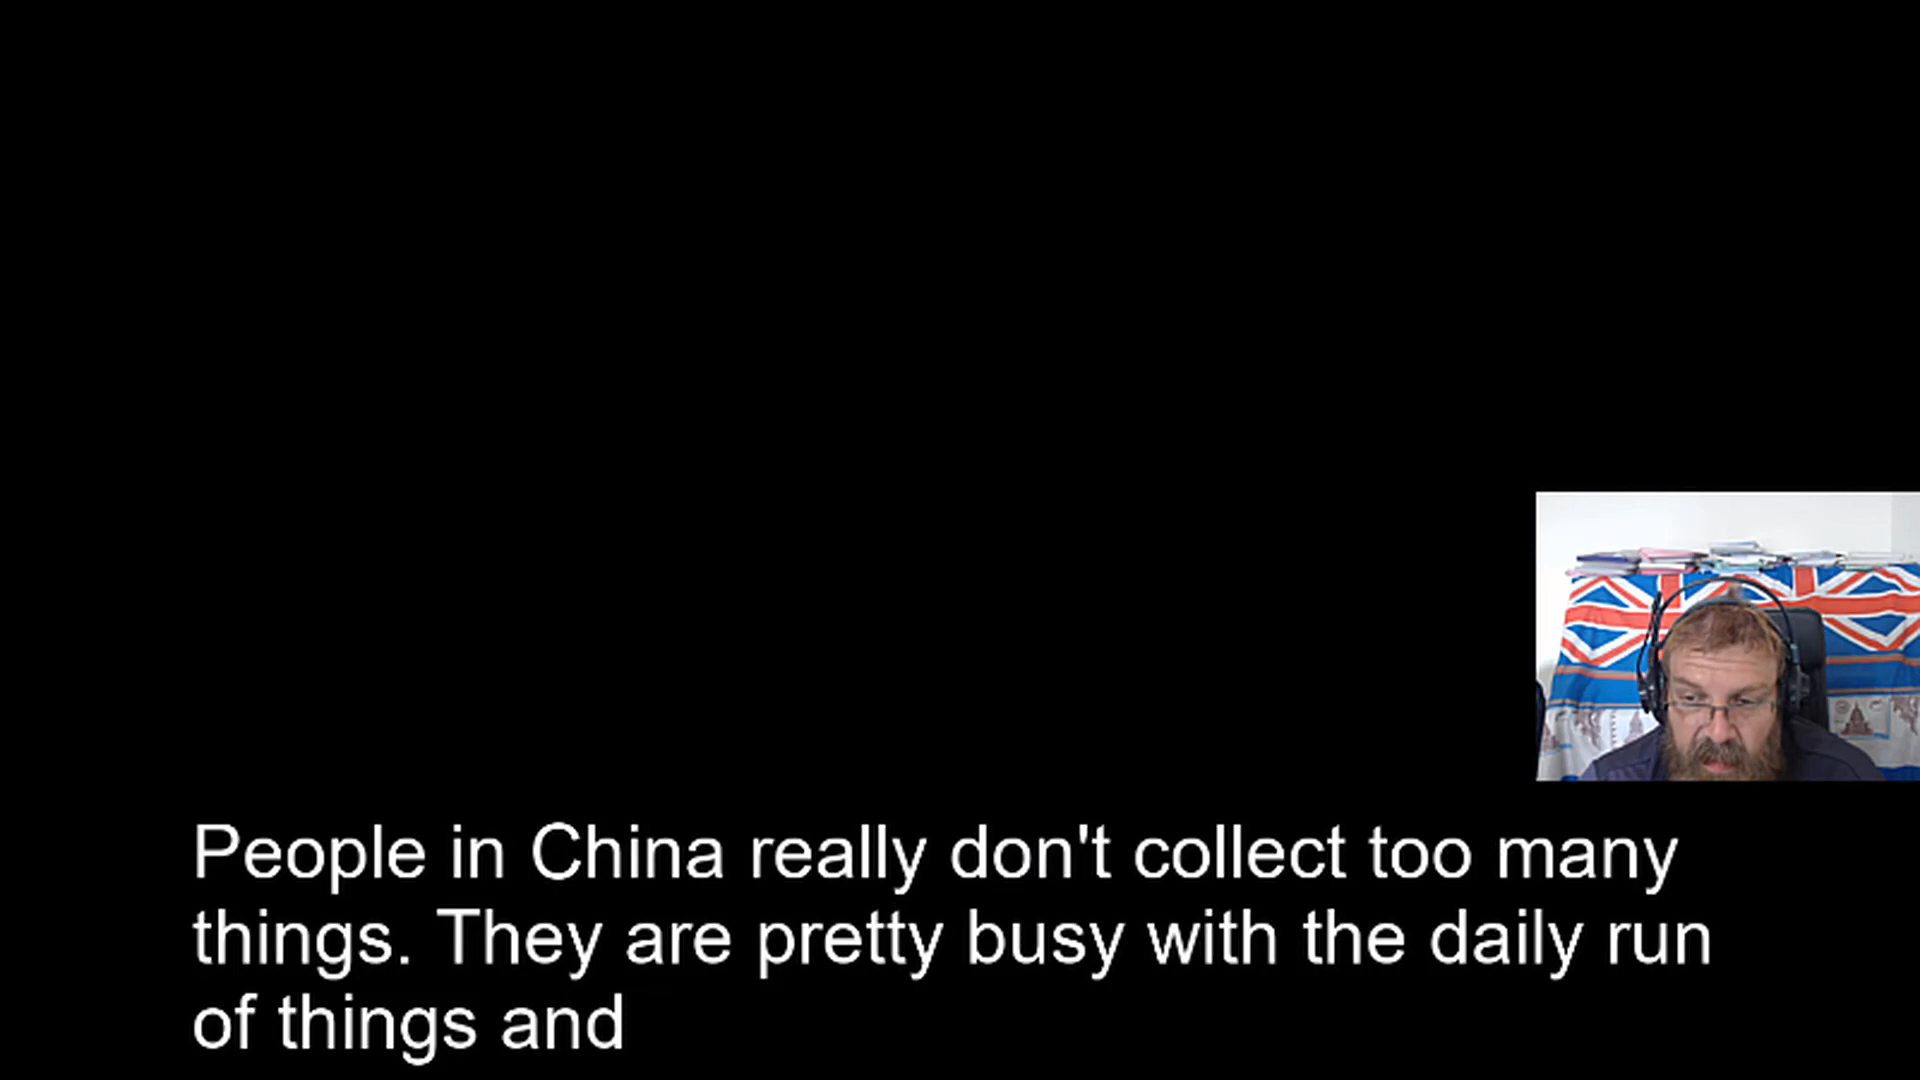 People in China really don't collect too many
things. They are pretty busy with the daily run
of things and